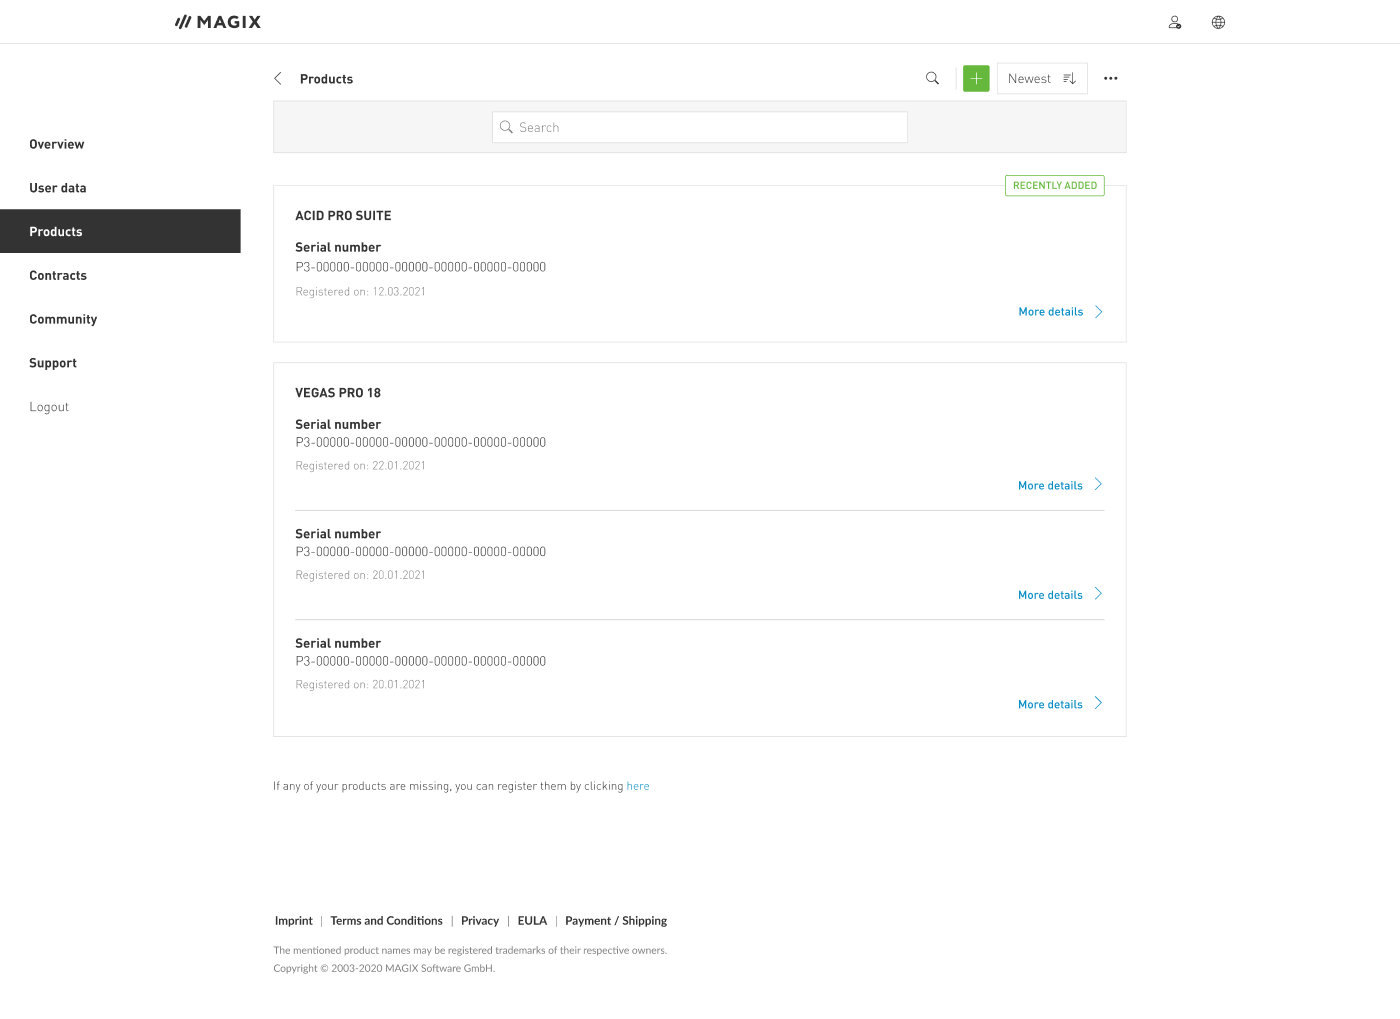 MAGIX
Products
Newest
Search
Overview
User data
Products
Contracts
Community
Support
Logout
RECENTLY ADDED
ACID PRO SUITE
Serial number
P3-00000-00000-00000-00000-00000-00000
Registered on: 12.03.2021
More details
VEGAS PRO 18
Serial number
P3-00000-00000-00000-00000-00000-00000
Registered on: 22.01.2021
More details
Serial number
P3-00000-00000-00000-00000-00000-00000
Registered on: 20.01.2021
More details
Serial number
P3-00000-00000-00000-00000-00000-00000
Registered on: 20.01.2021
More details
If any of your products are missing, you can register them by clicking here
Imprint | Terms and Conditions | Privacy | EULA | Payment / Shipping
The mentioned product names may be registered trademarks of their respective owners.
Copyright © 2003-2020 MAGIX Software GmbH.